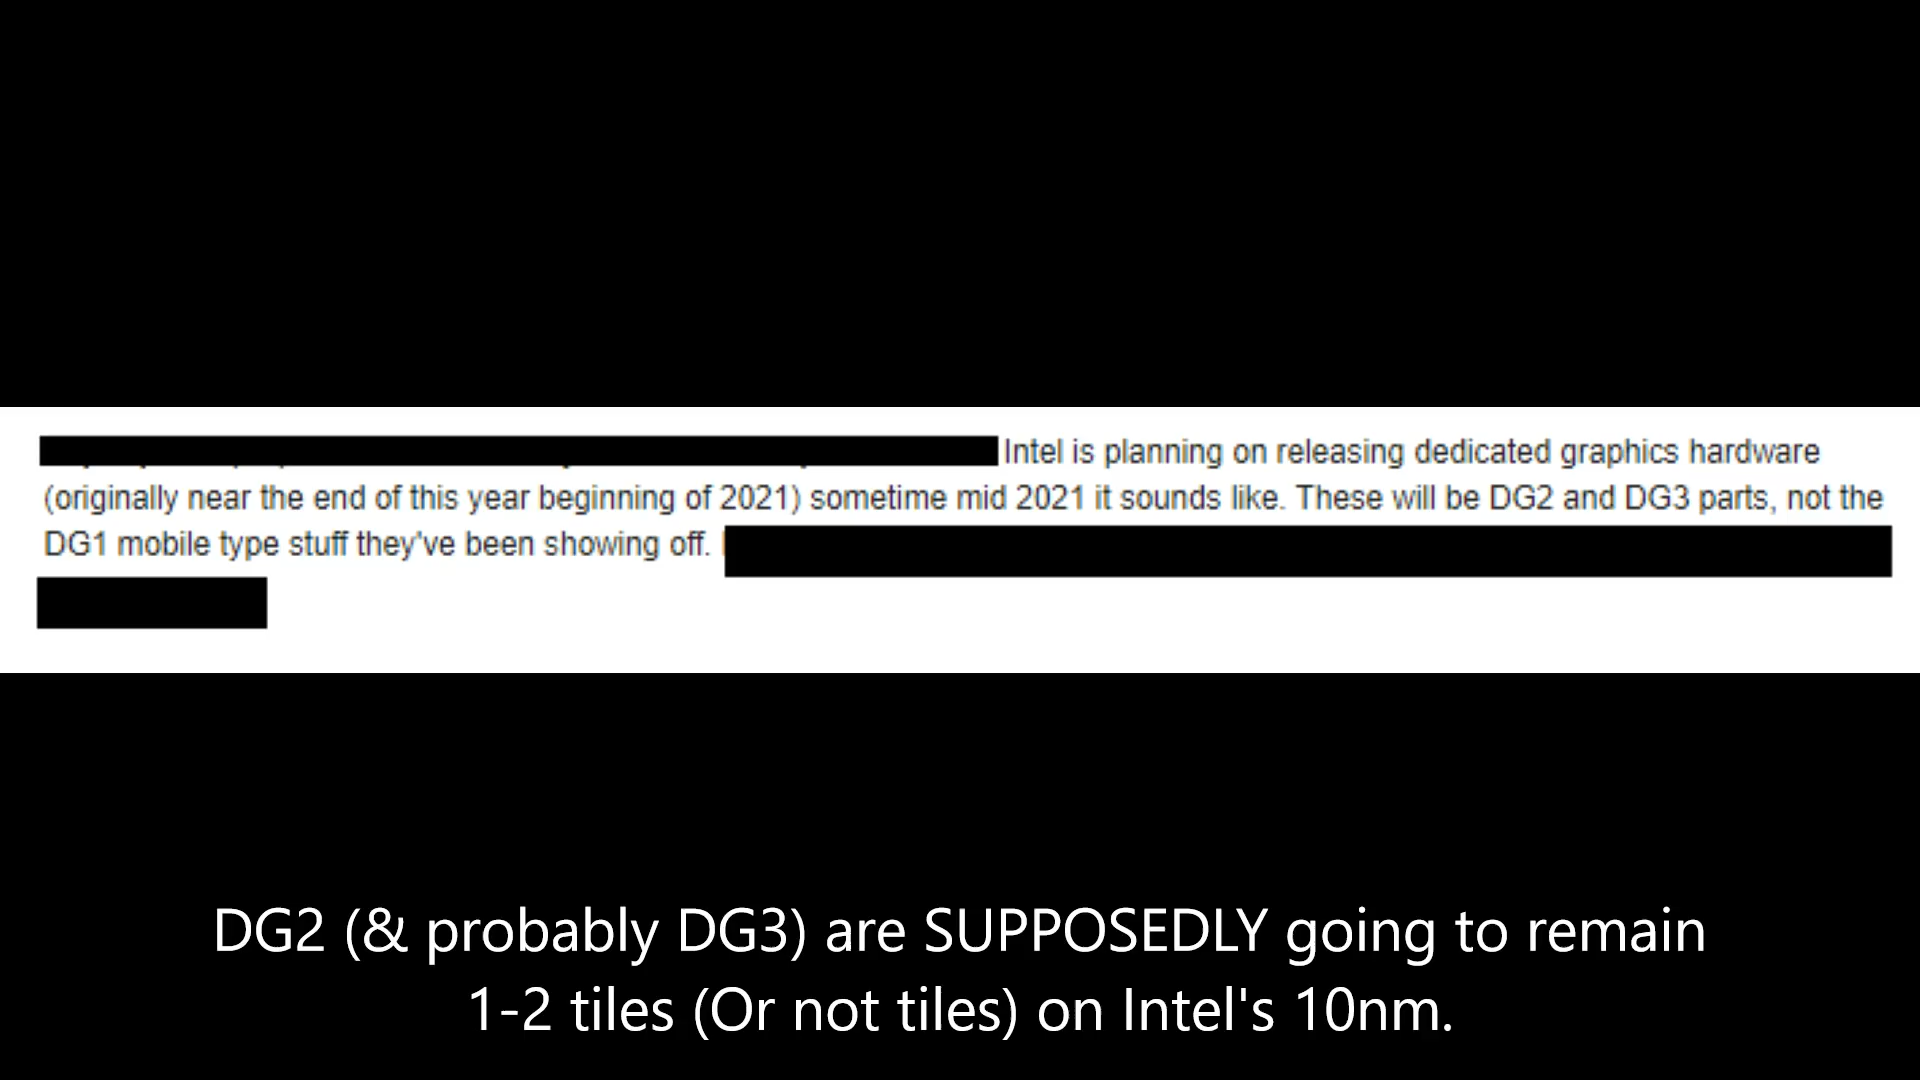 Intel is planning on releasing dedicated graphics hardware
(originally near the end of this year beginning of 2021) sometime mid 2021 it sounds like. These will be DG2 and DG3 parts, not the
DG1 mobile type stuff they've been showing off.
DG2 (& probably DG3) are SUPPOSEDLY going to remain
1-2 tiles (Or not tiles) on Intel's 10nm.